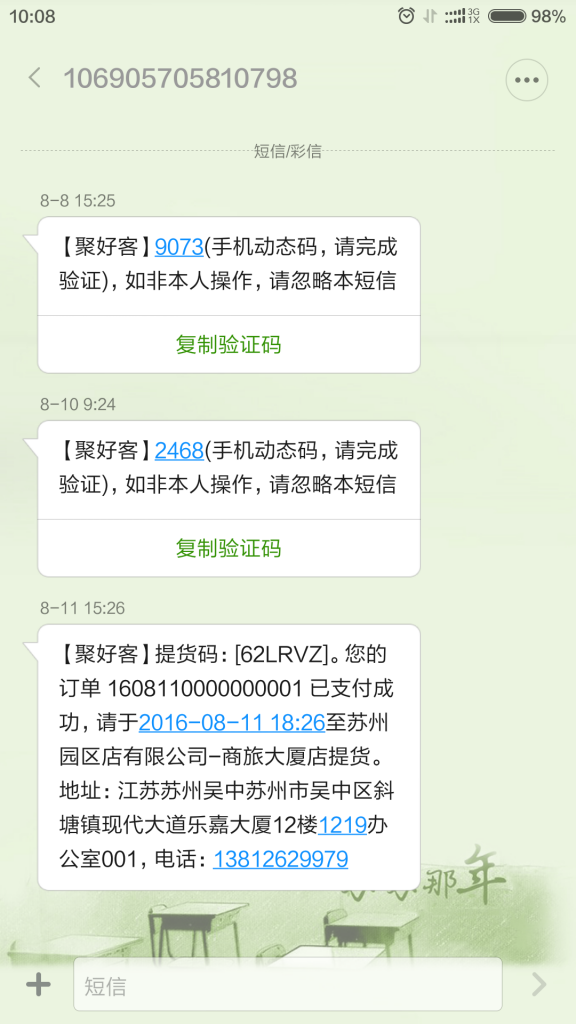 10:08
3G
1X
98%
106905705810798
短信/彩信
8-8 15:25
【聚好客】9073(手机动态码，请完成
验证)，如非本人操作，请忽略本短信
复制验证码
8-10 9:24
【聚好客】2468(手机动态码，请完成
验证)，如非本人操作，请忽略本短信
复制验证码
8-11 15:26
【聚好客】提货码：[62LRVZ]。您的
订单 1608110000000001 已支付成
功，请于2016-08-11 18:26至苏州
园区店有限公司-商旅大厦店提货。
地址：江苏苏州吴中苏州市吴中区斜
塘镇现代大道乐嘉大厦12楼1219办
公室001，电话：13812629979
那年
短信